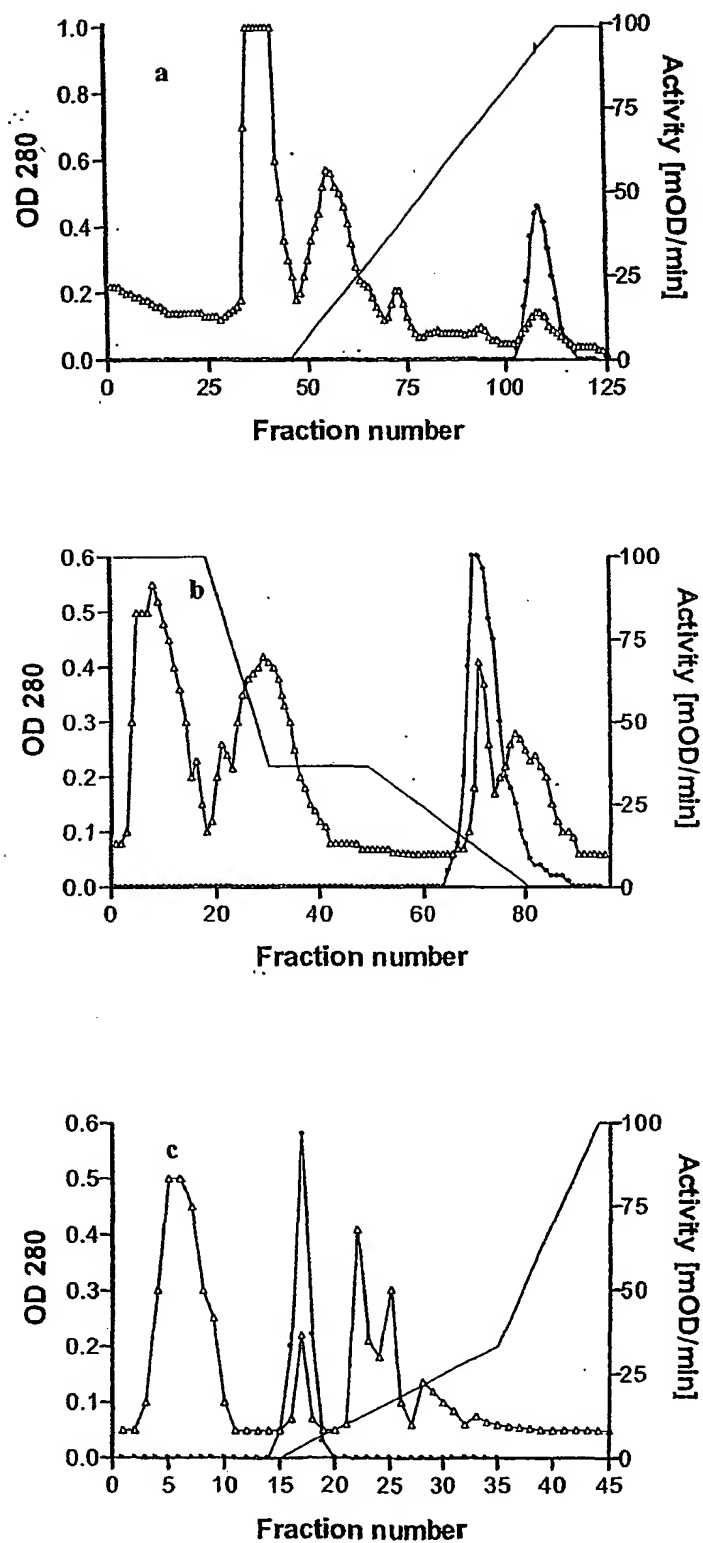 a
OD 280
1.0
0.8
0.6
0.4
0.2
0.0
0 25 50 75 100 125
Fraction number
100
75
50
25
0
Activity [mOD/min]
b
OD 280
0.6
0.5
0.4
0.3
0.2
0.1
0.0
0 20 40 60 80
Fraction number
100
75
50
25
0
Activity [mOD/min]
c
OD 280
0.6
0.5
0.4
0.3
0.2
0.1
0.0
0 5 10 15 20 25 30 35 40 45
Fraction number
100
75
50
25
0
Activity [mOD/min]